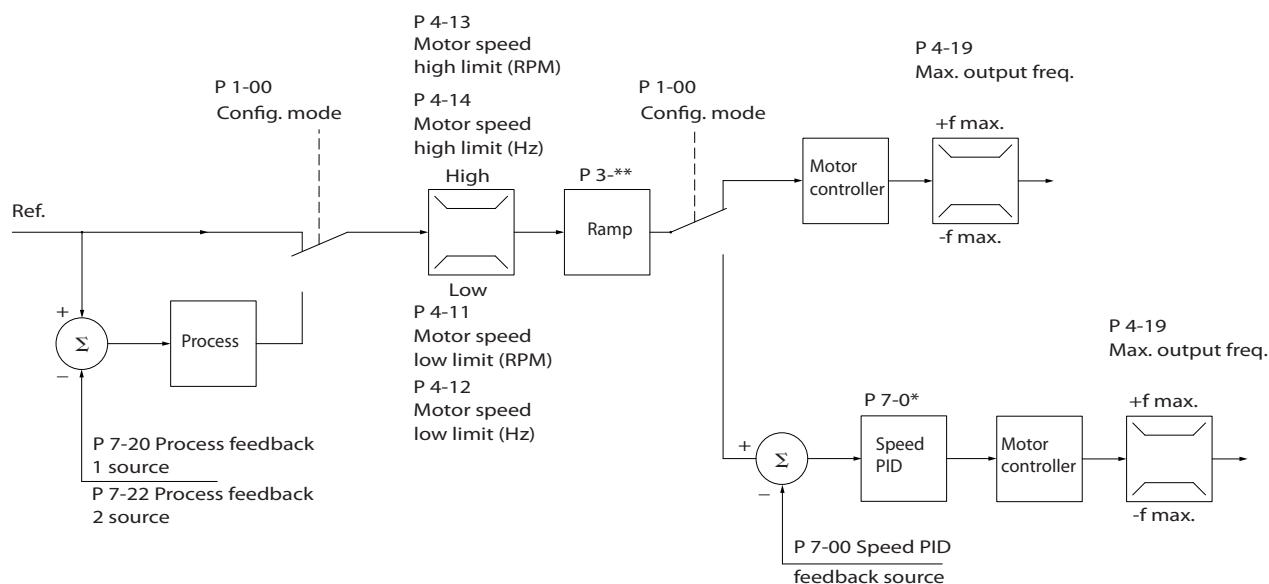 P 4-13
Motor speed
high limit (RPM)
P 4-14
Motor speed
high limit (Hz)
High
P 1-00
Config. mode
P 3-**
Ramp
P 1-00
Config. mode
P 4-19
Max. output freq.
+f max.
Motor
controller
-f max.
Ref.
Low
P 4-11
Motor speed
low limit (RPM)
P 4-12
Motor speed
low limit (Hz)
+
Σ
–
Process
P 7-20 Process feedback
1 source
P 7-22 Process feedback
2 source
P 4-19
Max. output freq.
+f max.
P 7-0*
+
Σ
–
Speed
PID
Motor
controller
-f max.
P 7-00 Speed PID
feedback source